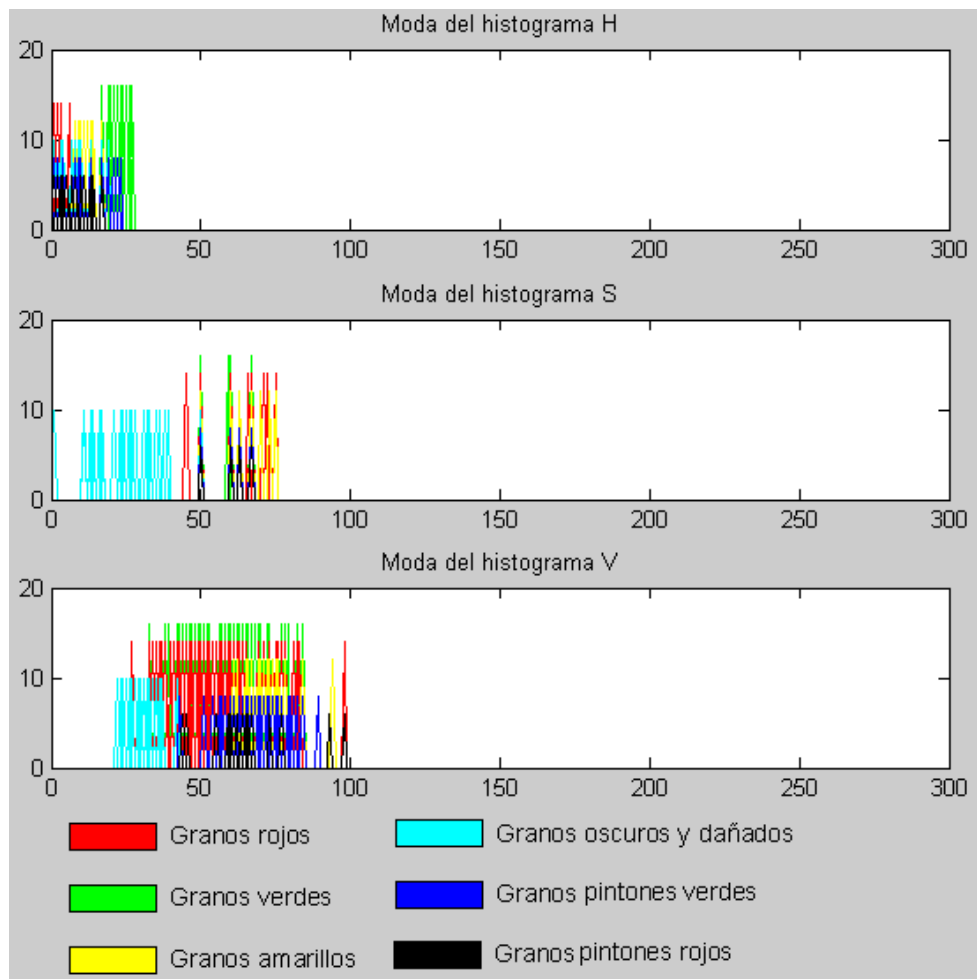 Moda del histograma H
20
10
0
0 50 100 150 200 250 300
Moda del histograma S
20
10
0
0 50 100 150 200 250 300
Moda del histograma V
20
10
0
0 50 100 150 200 250 300
Granos rojos
Granos oscuros y dañados
Granos verdes
Granos pintones verdes
Granos amarillos
Granos pintones rojos